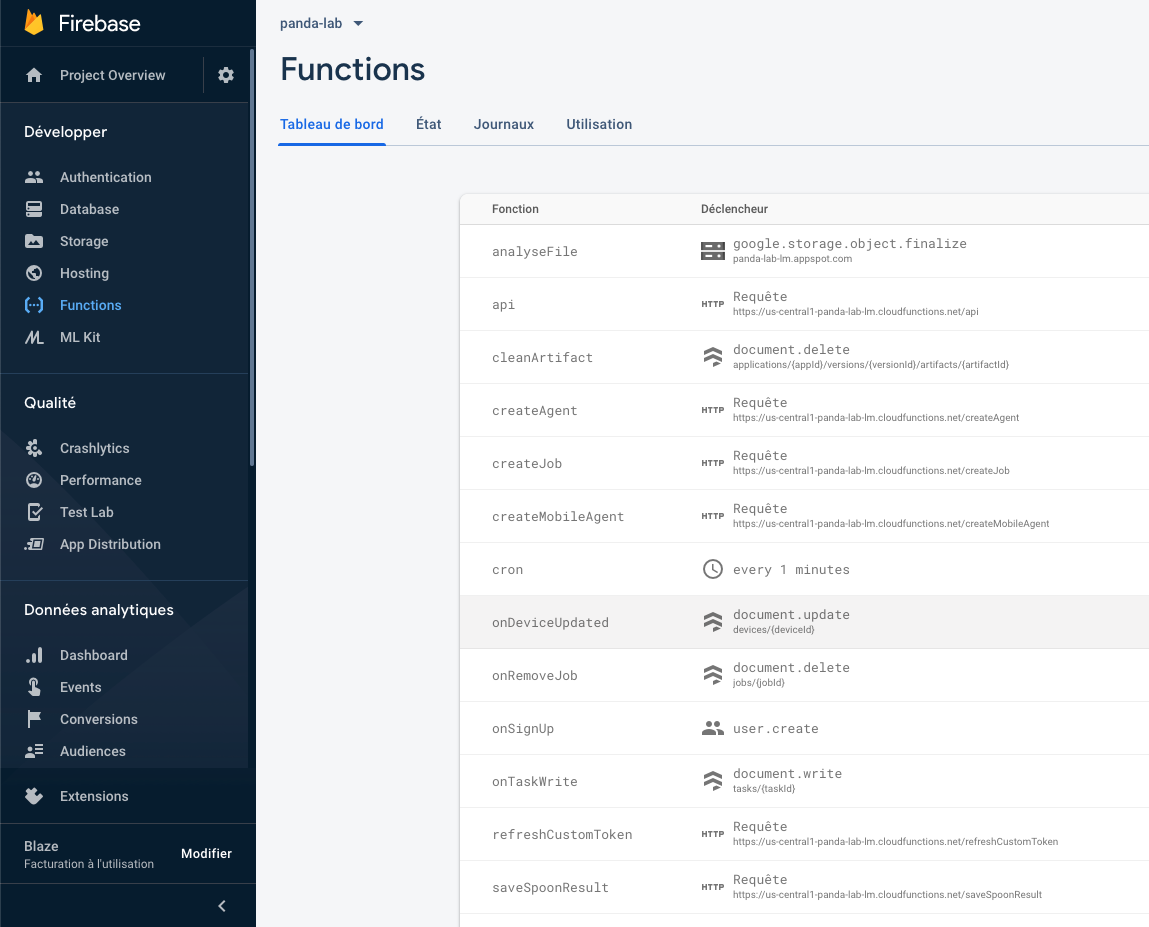 Firebase
Project Overview
Développer
Authentication
Database
Storage
Hosting
Functions
ML Kit
Qualité
Crashlytics
Performance
Test Lab
App Distribution
Données analytiques
Dashboard
Events
Conversions
Audiences
Extensions
Blaze
Facturation à l'utilisation
Modifier
panda-lab
Functions
Tableau de bord État Journaux Utilisation
Fonction Déclencheur
analyseFile google.storage.object.finalize
panda-lab-lm.appspot.com
api HTTP Requête
https://us-central1-panda-lab-lm.cloudfunctions.net/api
cleanArtifact document.delete
applications/{appId}/versions/{versionId}/artifacts/{artifactId}
createAgent HTTP Requête
https://us-central1-panda-lab-lm.cloudfunctions.net/createAgent
createJob HTTP Requête
https://us-central1-panda-lab-lm.cloudfunctions.net/createJob
createMobileAgent HTTP Requête
https://us-central1-panda-lab-lm.cloudfunctions.net/createMobileAgent
cron every 1 minutes
onDeviceUpdated document.update
devices/{deviceId}
onRemoveJob document.delete
jobs/{jobId}
onSignUp user.create
onTaskWrite document.write
tasks/{taskId}
refreshCustomToken HTTP Requête
https://us-central1-panda-lab-lm.cloudfunctions.net/refreshCustomToken
saveSpoonResult HTTP Requête
https://us-central1-panda-lab-lm.cloudfunctions.net/saveSpoonResult